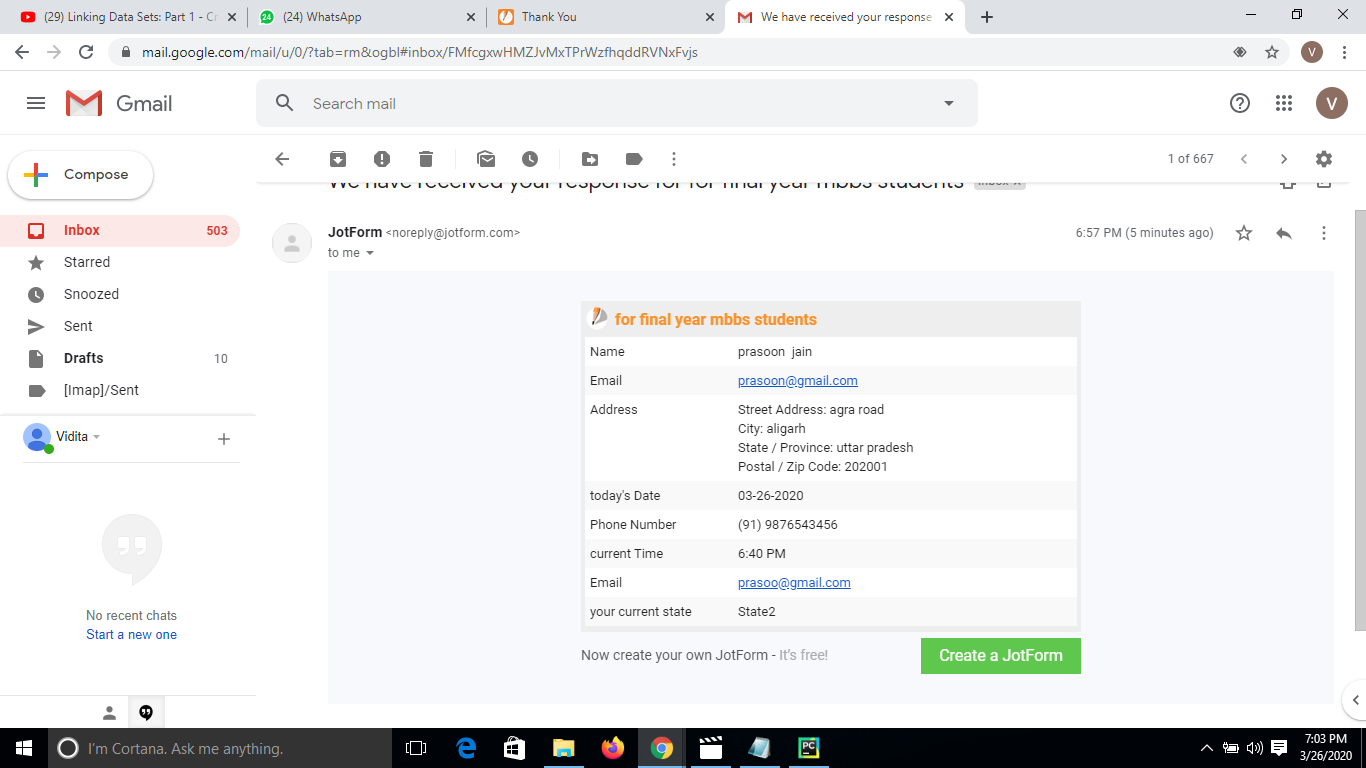 (29) Linking Data Sets: Part 1 - Cr
(24) WhatsApp
Thank You
We have received your response
mail.google.com/mail/u/0/?tab=rm&ogbl#inbox/FMfcgxwHMZJvMxTPrWzfhqddRVNxFvjs
V
Gmail
Search mail
V
Compose
1 of 667
We have received your response for for final year mbbs students Inbox x
Inbox 503
JotForm <noreply@jotform.com>
6:57 PM (5 minutes ago)
to me
Starred
Snoozed
Sent
Drafts 10
[Imap]/Sent
Vidita
No recent chats
Start a new one
for final year mbbs students
Name prasoon jain
Email prasoon@gmail.com
Address Street Address: agra road
City: aligarh
State / Province: uttar pradesh
Postal / Zip Code: 202001
today's Date 03-26-2020
Phone Number (91) 9876543456
current Time 6:40 PM
Email prasoo@gmail.com
your current state State2
Now create your own JotForm - It's free!
Create a JotForm
I'm Cortana. Ask me anything.
PC
7:03 PM
3/26/2020